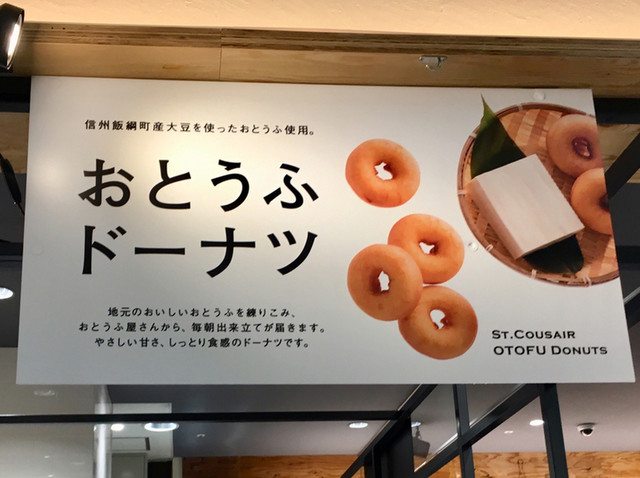 信州飯綱町産大豆を使ったおとうふ使用。
おとうふ
ドーナツ
地元のおいしいおとうふを練りこみ、
おとうふ屋さんから、毎朝出来立てが届きます。
やさしい甘さ、しっとり食感のドーナツです。
ST.COUSAIR
OTOFU DONUTS